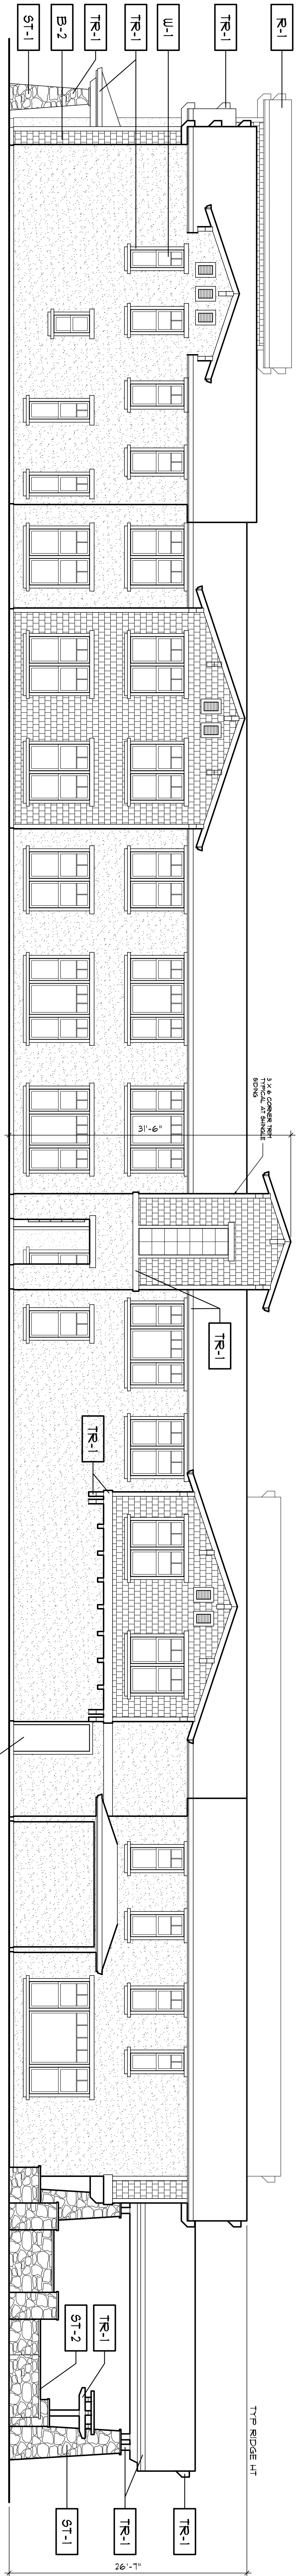 R-1
TR-1
W-1
TR-1
TR-1
B-2
ST-1
3 X 6 CORNER TRIM
TYPICAL AT SHINGLE
SIDING
31'-6"
TR-1
TR-1
TYP RIDGE HT
26'-7"
TR-1
ST-2
ST-1
TR-1
TR-1